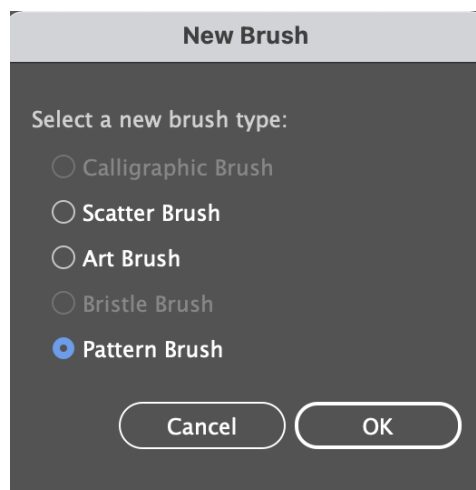 New Brush
Select a new brush type:
Calligraphic Brush
Scatter Brush
Art Brush
Bristle Brush
Pattern Brush
Cancel OK